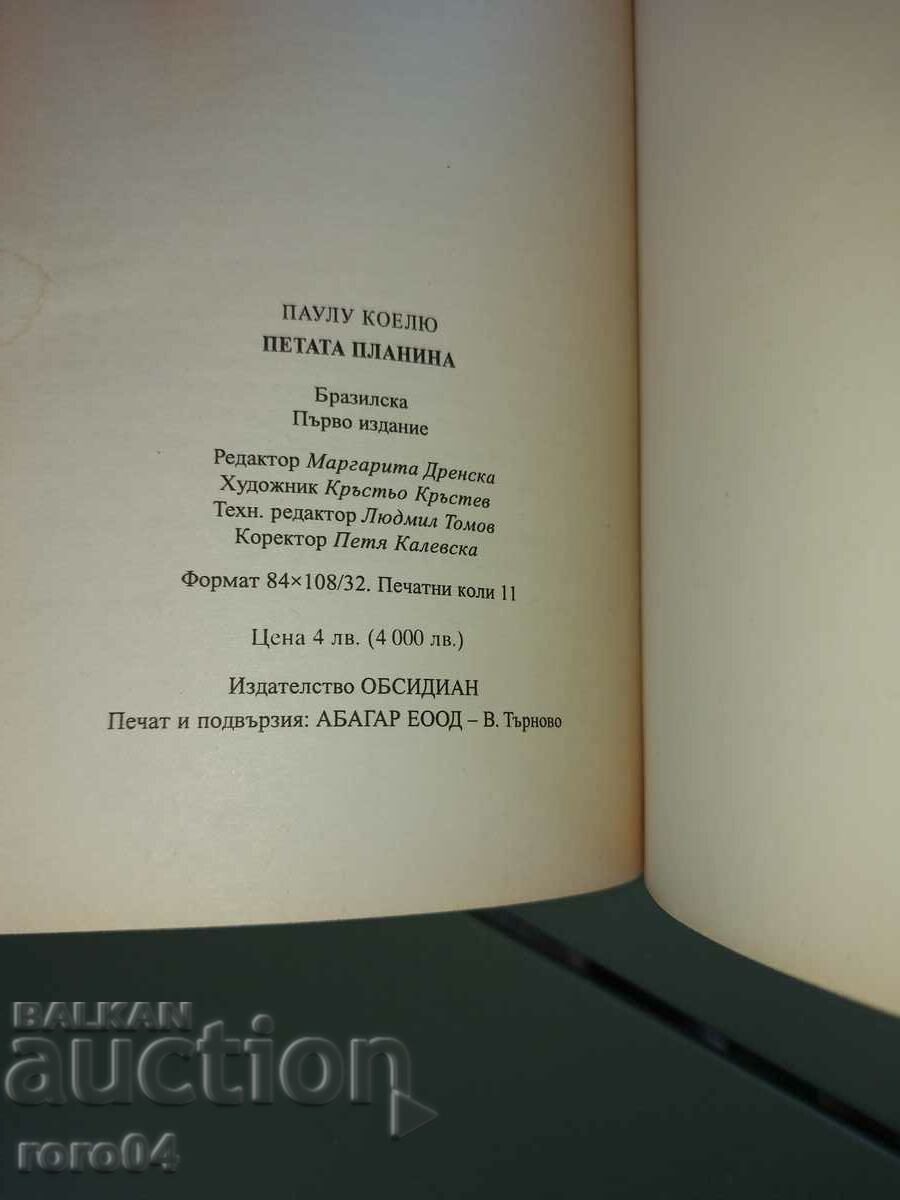 ПАУЛУ КОЕЛЮ
ПЕТАТА ПЛАНИНА
Бразилска
Първо издание
Редактор Маргарита Дренска
Художник Кръстьо Кръстев
Техн. редактор Людмил Томов
Коректор Петя Калевска
Формат 84×108/32. Печатни коли 11
Цена 4 лв. (4 000 лв.)
Издателство ОБСИДИАН
Печат и подвързия: АБАГАР ЕООД – В. Търново
BALKAN
auction
roro04